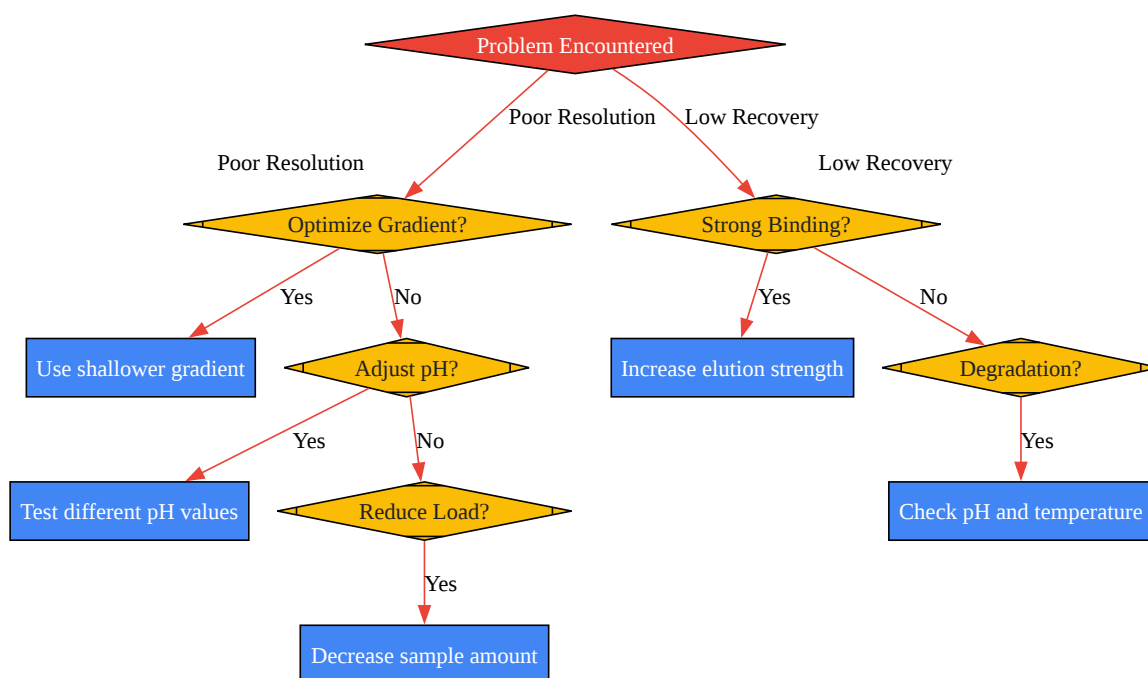 Problem Encountered
Poor Resolution
Low Recovery
Poor Resolution
Low Recovery
Optimize Gradient?
Strong Binding?
Yes
No
Yes
No
Use shallower gradient
Adjust pH?
Increase elution strength
Degradation?
Yes
No
Yes
Test different pH values
Reduce Load?
Check pH and temperature
Yes
Decrease sample amount